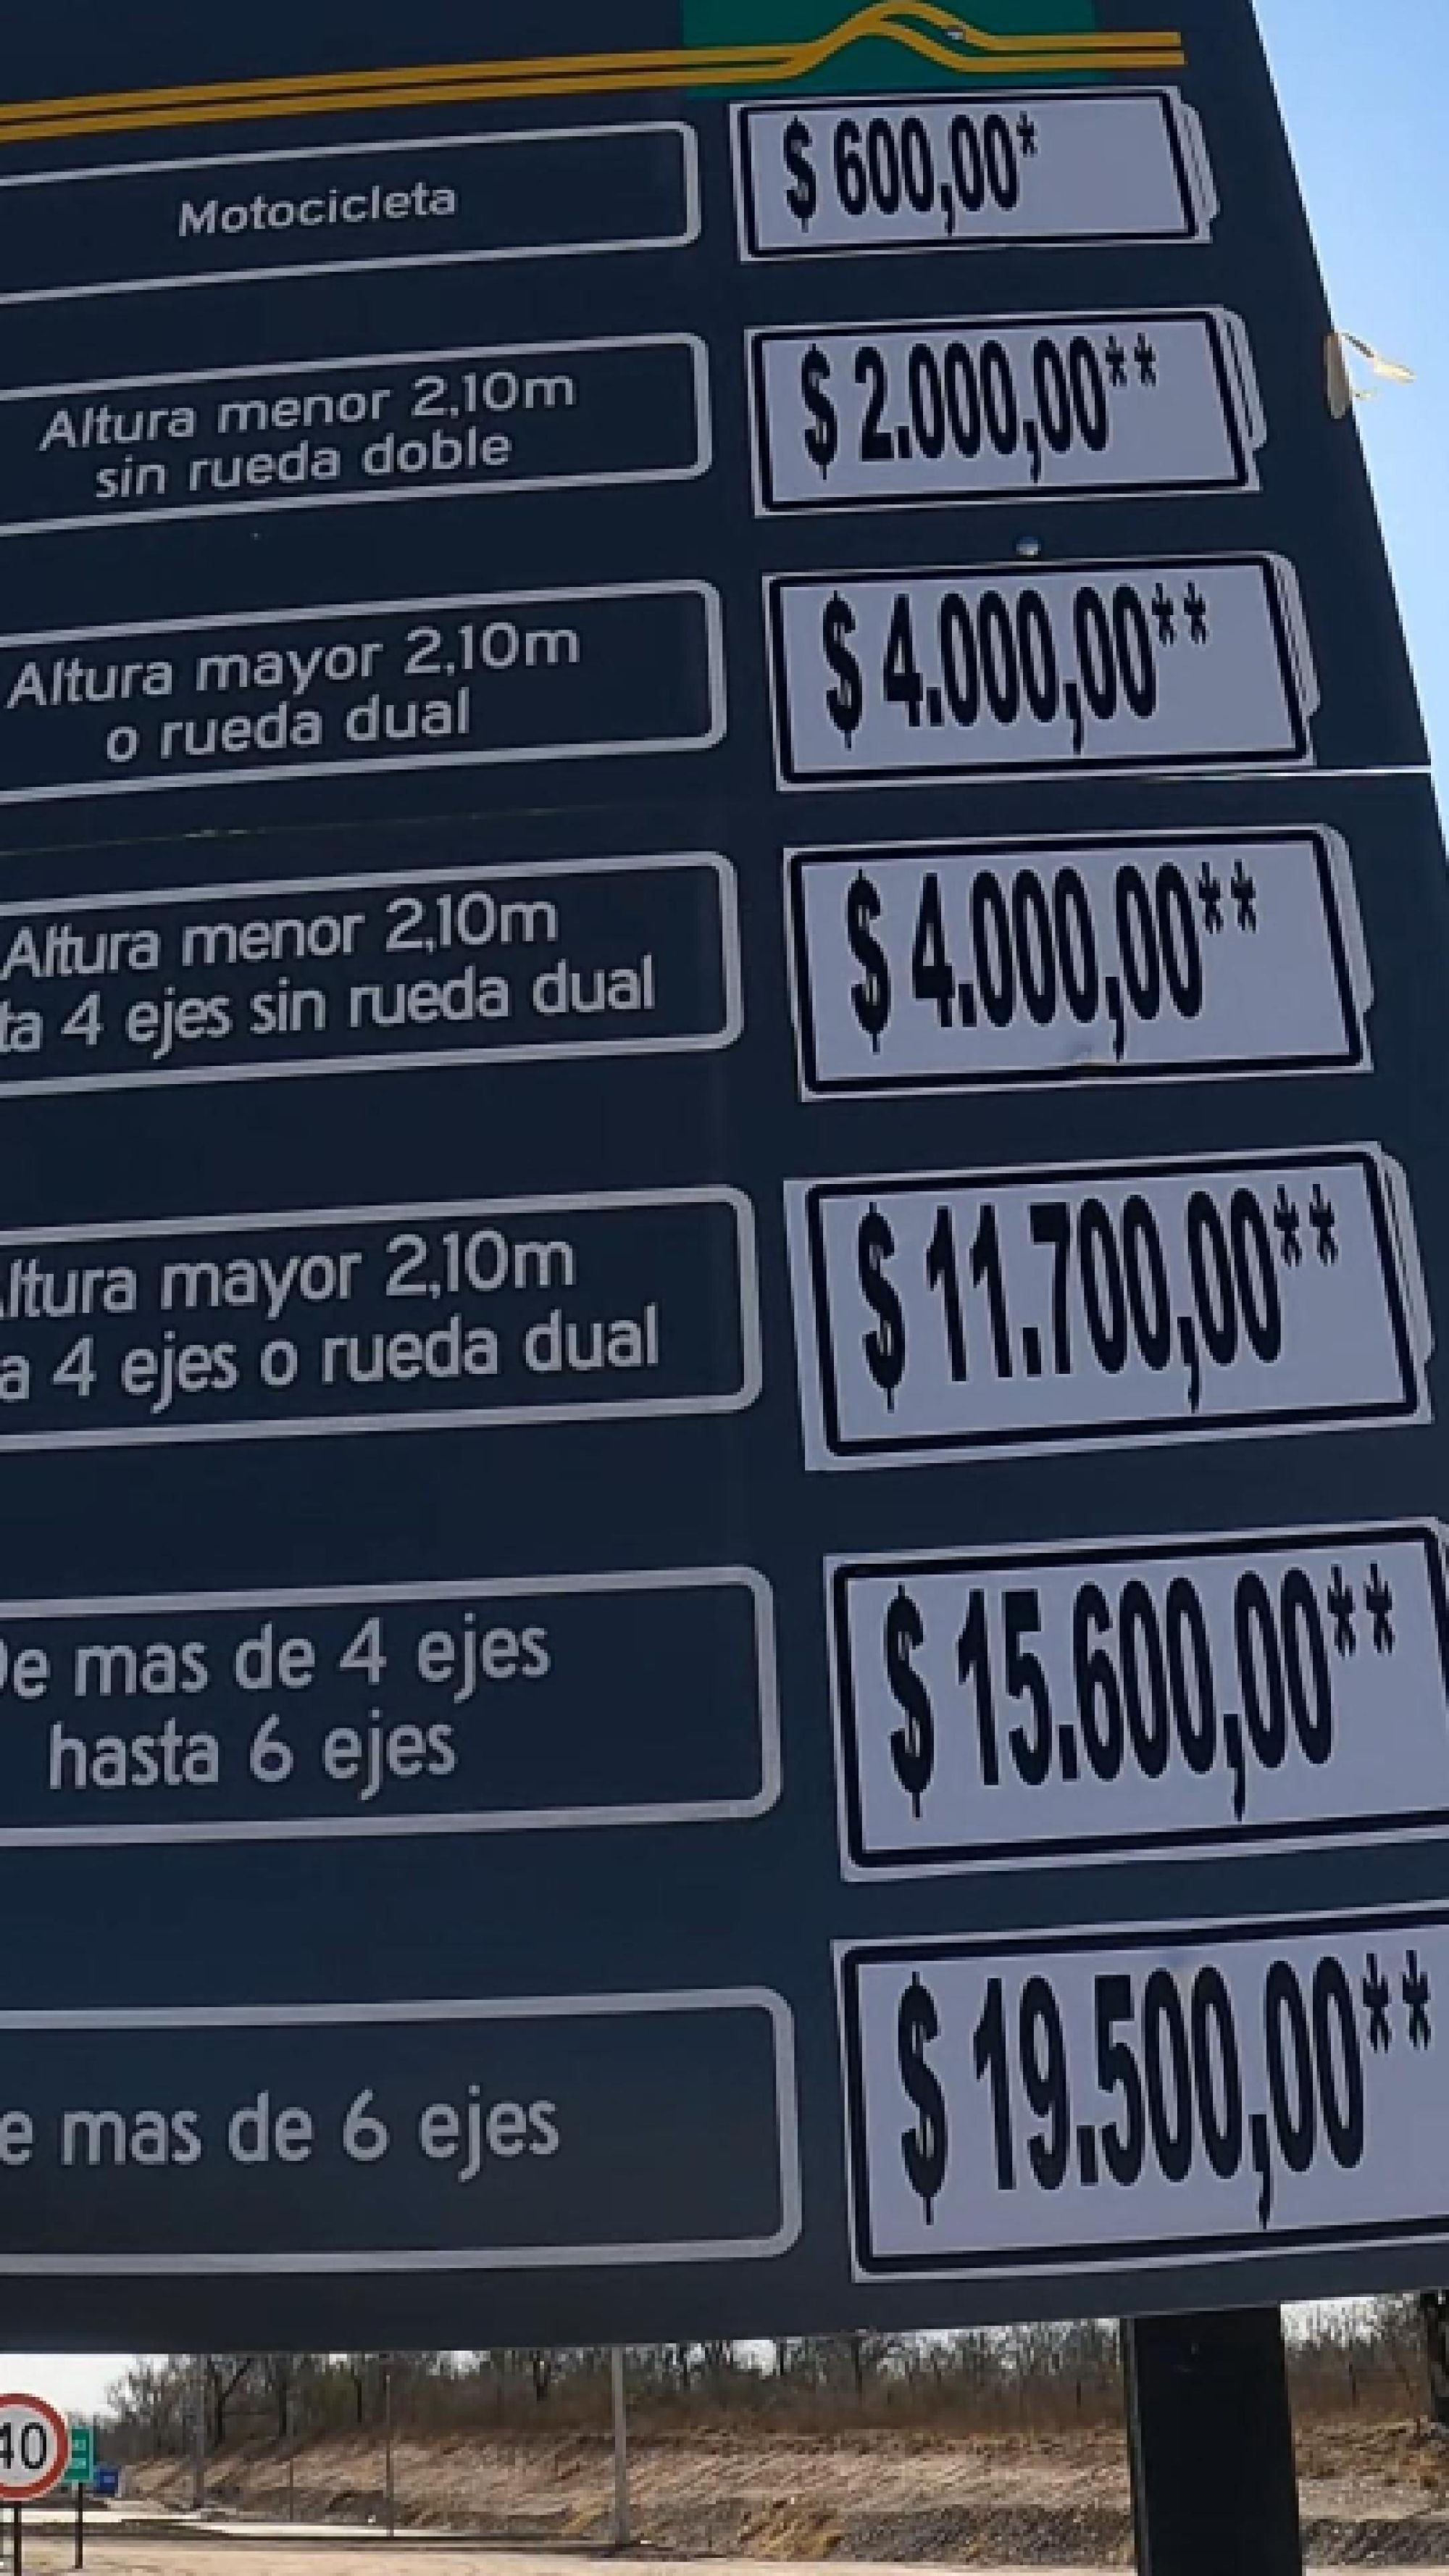 Motocicleta
$ 600,00*
Altura menor 2,10m
sin rueda doble
$ 2.000,00**
Altura mayor 2,10m
o rueda dual
$ 4.000,00**
Altura menor 2,10m
ta 4 ejes sin rueda dual
$ 4.000,00**
ltura mayor 2,10m
a 4 ejes o rueda dual
$ 11.700,00**
De mas de 4 ejes
hasta 6 ejes
$ 15.600,00**
e mas de 6 ejes
$ 19.500,00**
40